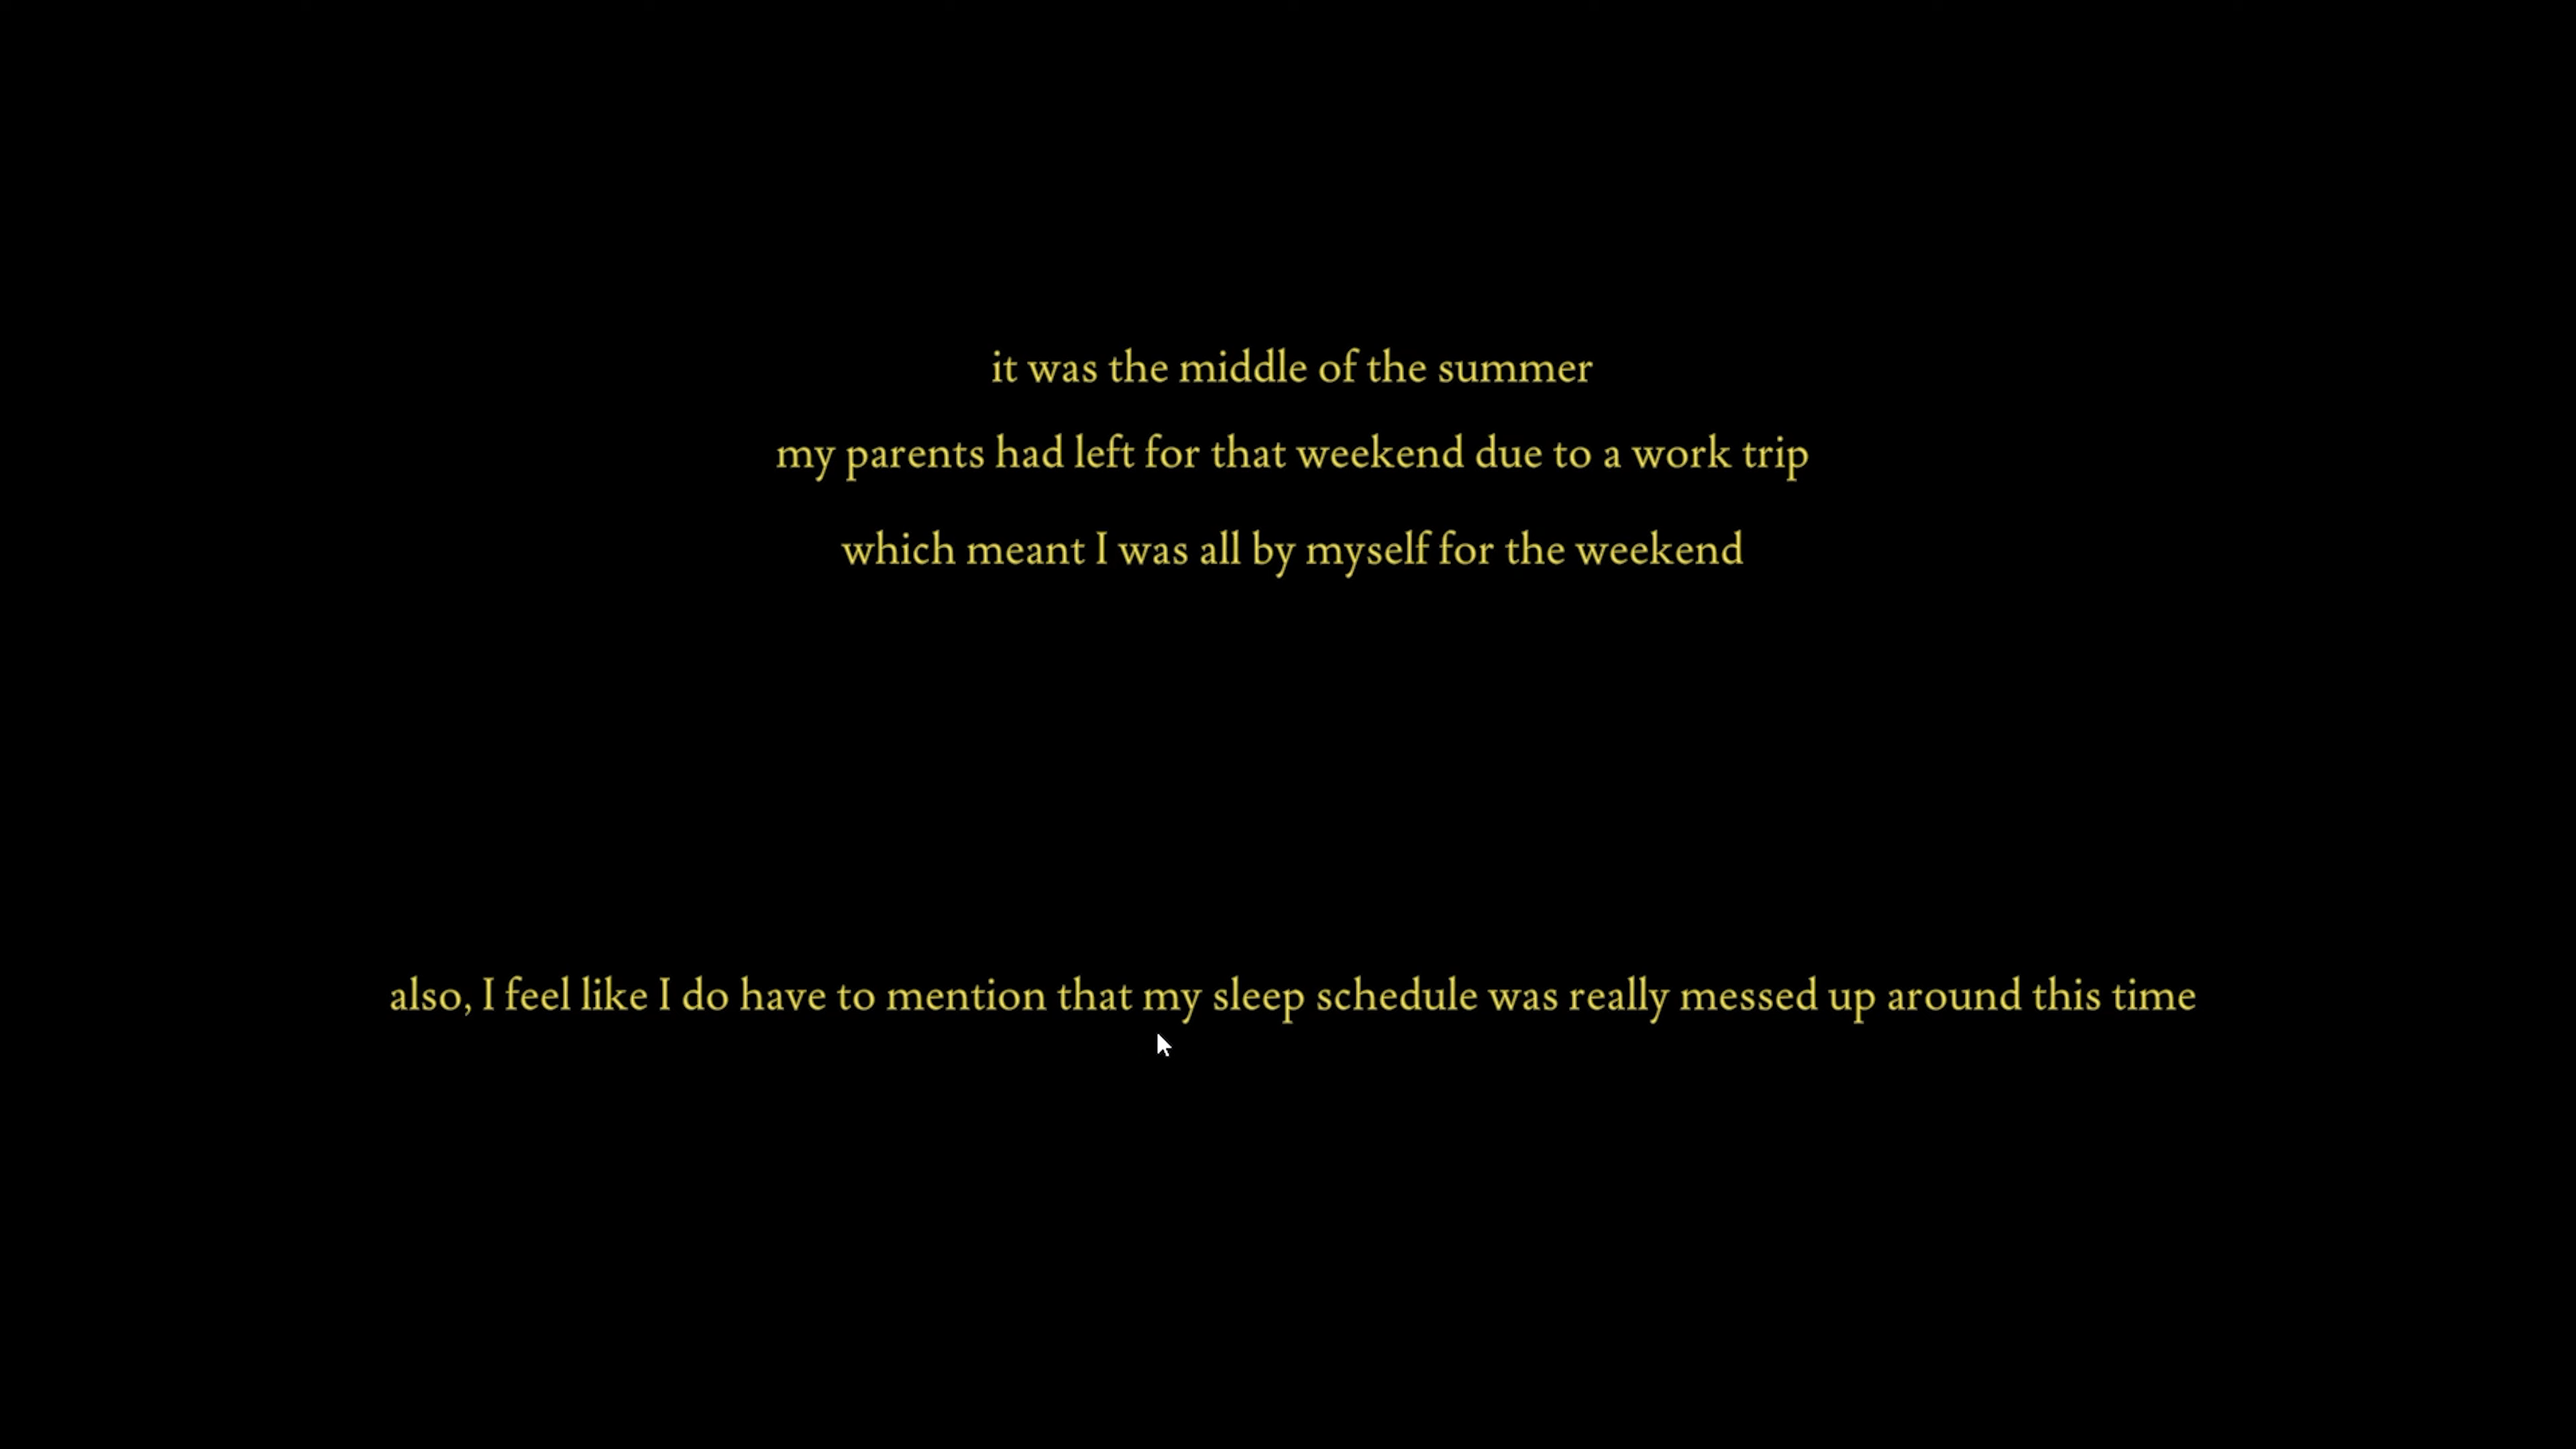 it was the middle of the summer
my parents had left for that weekend due to a work trip
which meant I was all by myself for the weekend
also, I feel like I do have to mention that my sleep schedule was really messed up around this time